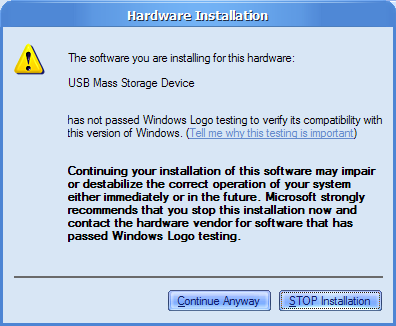 Hardware Installation
The software you are installing for this hardware:
USB Mass Storage Device
has not passed Windows Logo testing to verify its compatibility with
this version of Windows. (Tell me why this testing is important)
Continuing your installation of this software may impair
or destabilize the correct operation of your system
either immediately or in the future. Microsoft strongly
recommends that you stop this installation now and
contact the hardware vendor for software that has
passed Windows Logo testing.
Continue Anyway STOP Installation